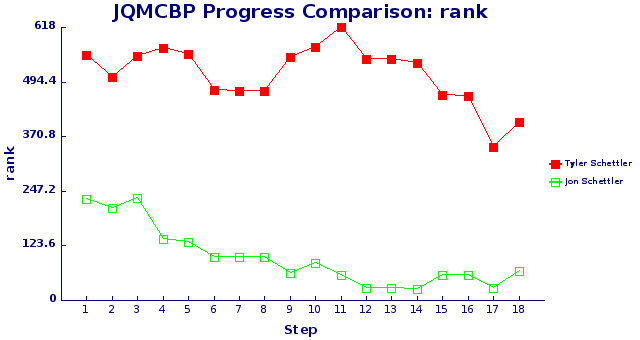 JQMCBP Progress Comparison: rank
618
494.4
370.8
247.2
123.6
0
rank
1 2 3 4 5 6 7 8 9 10 11 12 13 14 15 16 17 18
Step
Tyler Schettler
Jon Schettler